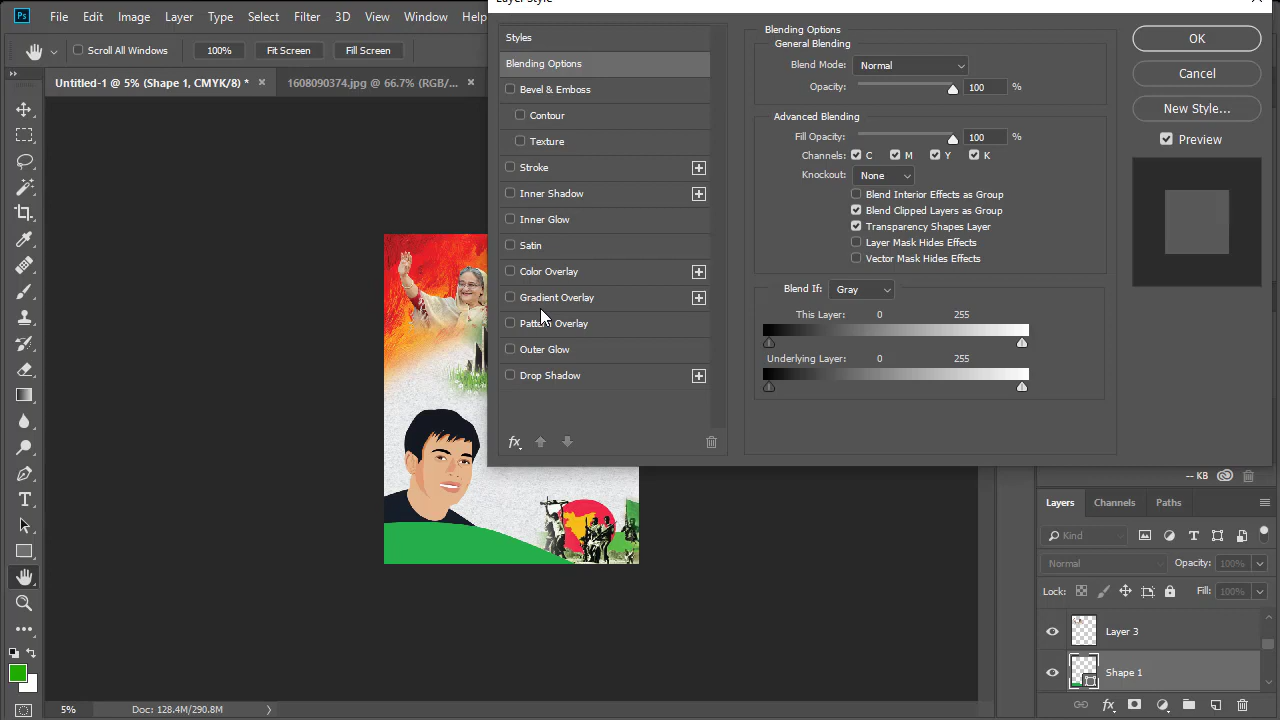 Layer Style
Ps File Edit Image Layer Type Select Filter 3D View Window Help
Scroll All Windows 100% Fit Screen Fill Screen
Untitled-1 @ 5% (Shape 1, CMYK/8) * × 1608090374.jpg @ 66.7% (RGB/... ×
Styles
Blending Options
Bevel & Emboss
Contour
Texture
Stroke
Inner Shadow
Inner Glow
Satin
Color Overlay
Gradient Overlay
Pattern Overlay
Outer Glow
Drop Shadow
fx
Blending Options
General Blending
Blend Mode: Normal
Opacity: 100 %
Advanced Blending
Fill Opacity: 100 %
Channels: C M Y K
Knockout: None
Blend Interior Effects as Group
Blend Clipped Layers as Group
Transparency Shapes Layer
Layer Mask Hides Effects
Vector Mask Hides Effects
Blend If: Gray
This Layer: 0 255
Underlying Layer: 0 255
OK
Cancel
New Style...
Preview
-- KB
Layers Channels Paths
Kind
Normal Opacity: 100%
Lock: Fill: 100%
Layer 3
Shape 1
fx
5% Doc: 128.4M/290.8M